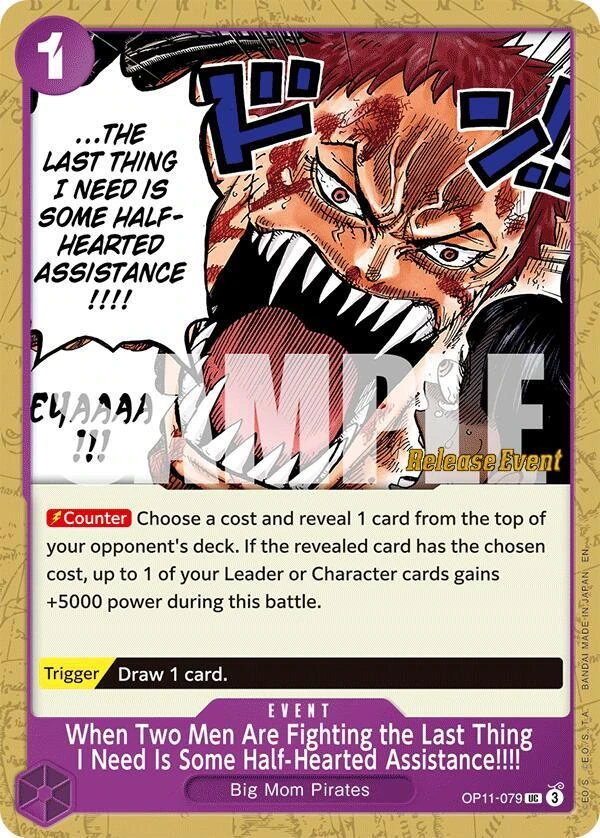 1
...THE
LAST THING
I NEED IS
SOME HALF-
HEARTED
ASSISTANCE
!!!!
ドン!!
EYAAAA
!!!
SAMPLE
Release Event
Counter Choose a cost and reveal 1 card from the top of
your opponent's deck. If the revealed card has the chosen
cost, up to 1 of your Leader or Character cards gains
+5000 power during this battle.
Trigger Draw 1 card.
EVENT
When Two Men Are Fighting the Last Thing
I Need Is Some Half-Hearted Assistance!!!!
Big Mom Pirates
OP11-079 UC 3
©E.O./S. ©E.O./S.,T.A. BANDAI MADE IN JAPAN EN